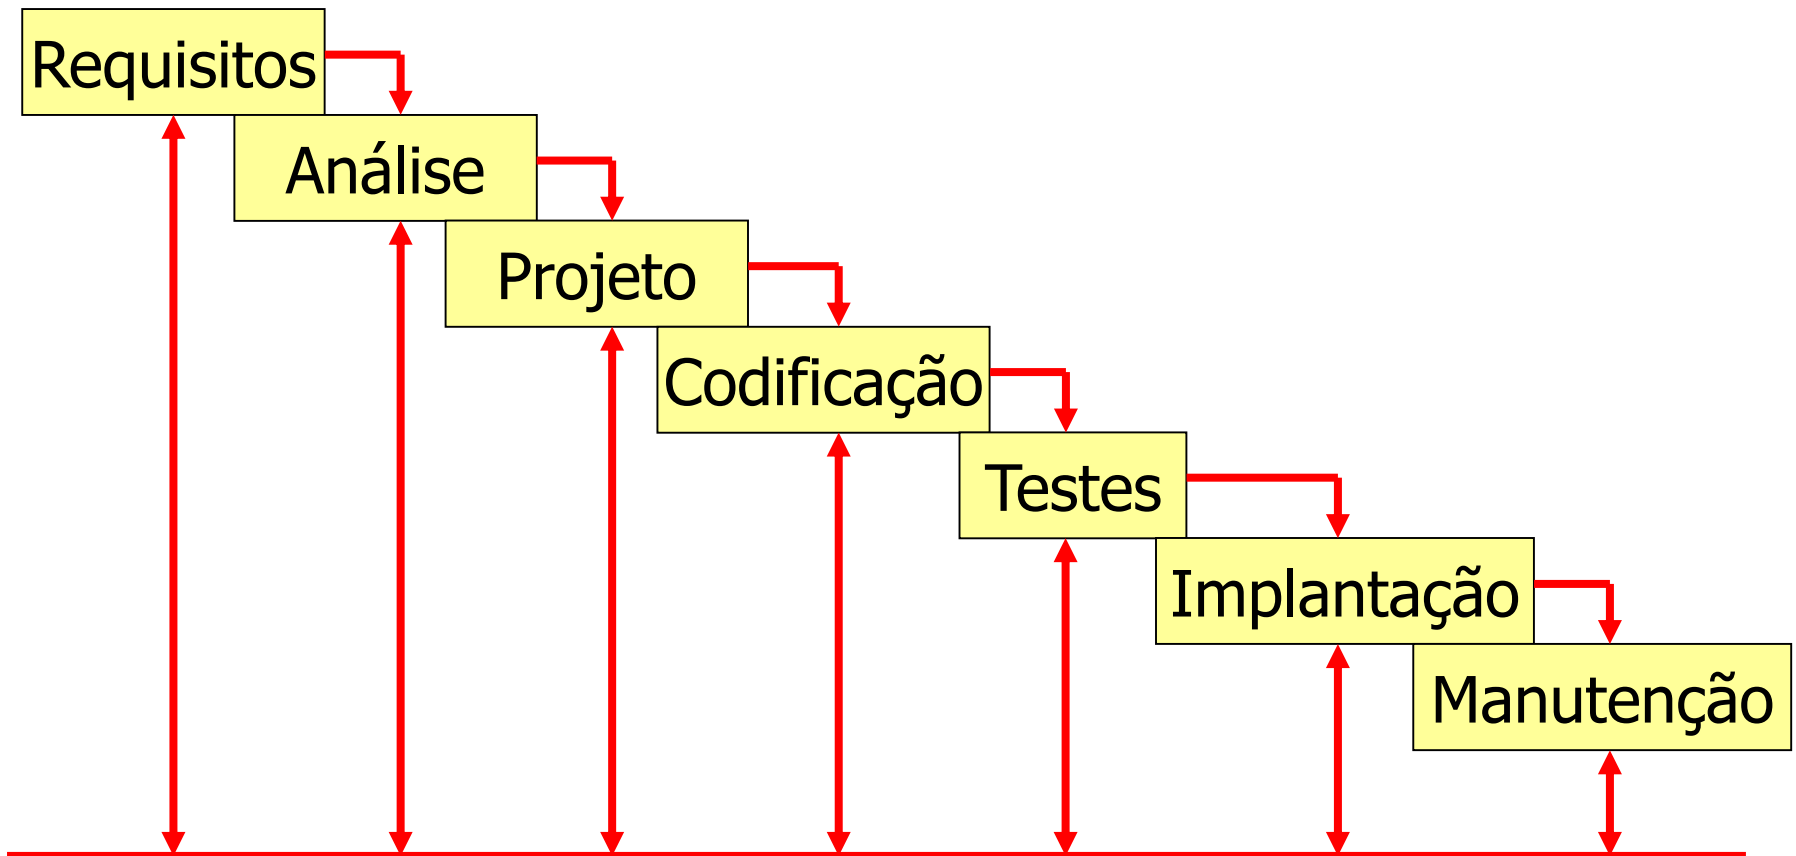 Requisitos
Análise
Projeto
Codificação
Testes
Implantação
Manutenção